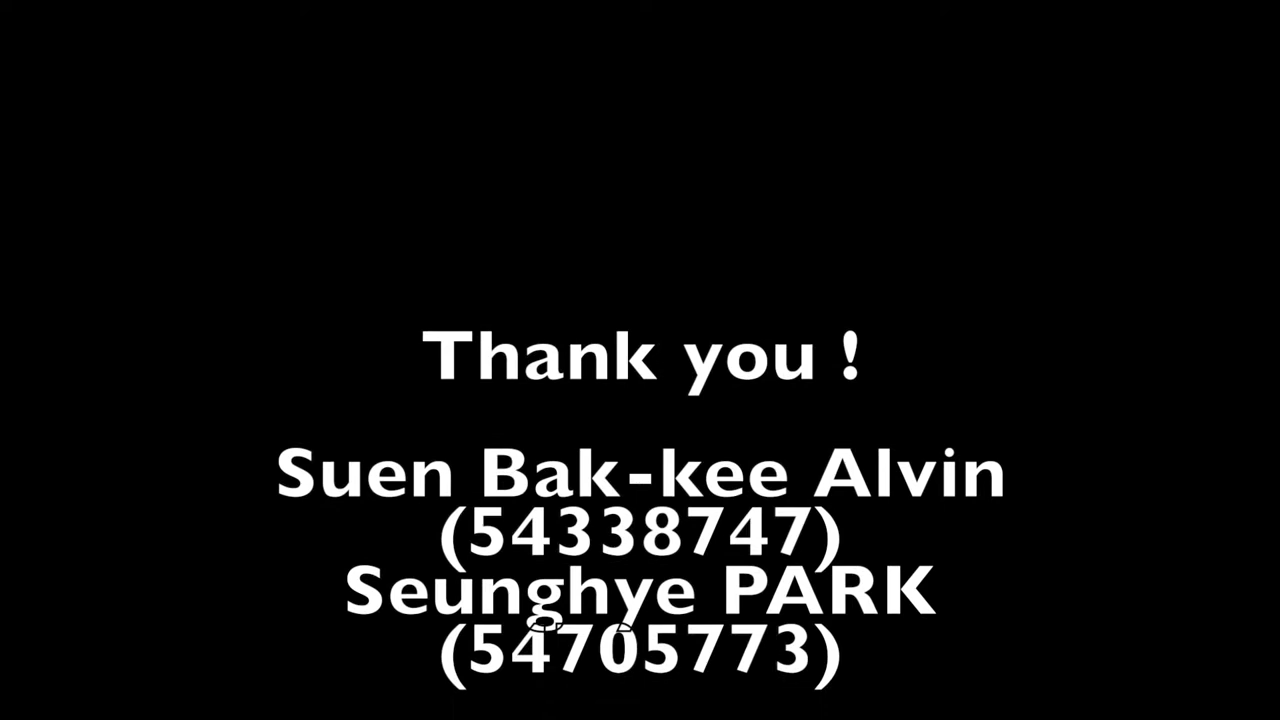 Thank you !
Suen Bak-kee Alvin
(54338747)
Seunghye PARK
(54705773)